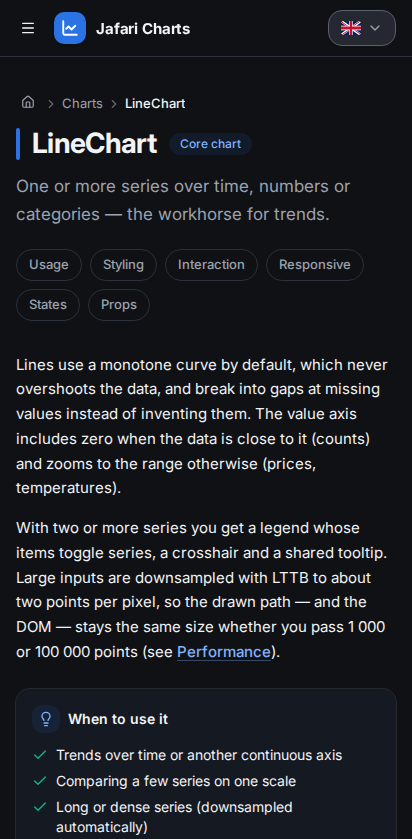 Jafari Charts
Charts
LineChart
LineChart
Core chart
One or more series over time, numbers or
categories — the workhorse for trends.
Usage
Styling
Interaction
Responsive
States
Props
Lines use a monotone curve by default, which never
overshoots the data, and break into gaps at missing
values instead of inventing them. The value axis
includes zero when the data is close to it (counts)
and zooms to the range otherwise (prices,
temperatures).
With two or more series you get a legend whose
items toggle series, a crosshair and a shared tooltip.
Large inputs are downsampled with LTTB to about
two points per pixel, so the drawn path — and the
DOM — stays the same size whether you pass 1 000
or 100 000 points (see Performance).
When to use it
Trends over time or another continuous axis
Comparing a few series on one scale
Long or dense series (downsampled
automatically)